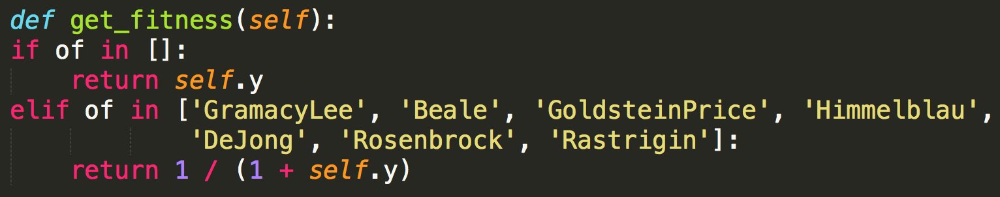 def get_fitness(self):
if of in []:
    return self.y
elif of in ['GramacyLee', 'Beale', 'GoldsteinPrice', 'Himmelblau',
            'DeJong', 'Rosenbrock', 'Rastrigin']:
    return 1 / (1 + self.y)